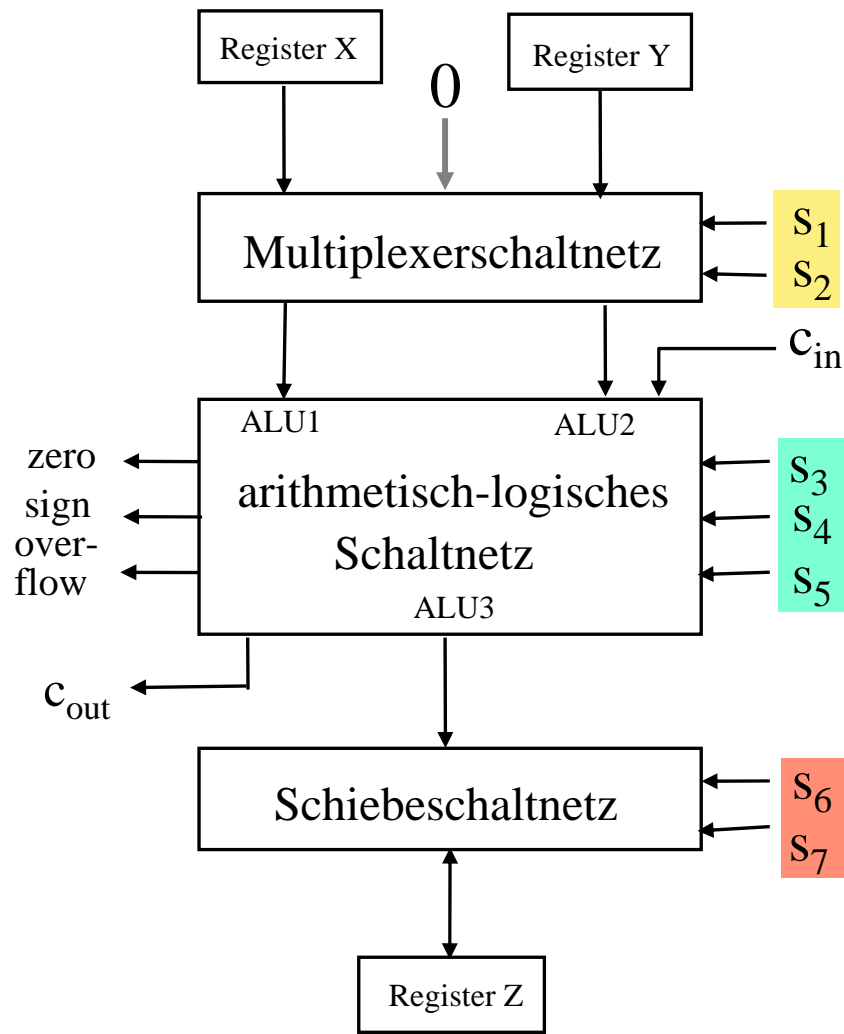 Register X
Register Y
0
Multiplexerschaltnetz
s1
s2
cin
ALU1
ALU2
zero
sign
over-
flow
arithmetisch-logisches
Schaltnetz
s3
s4
s5
ALU3
cout
Schiebeschaltnetz
s6
s7
Register Z